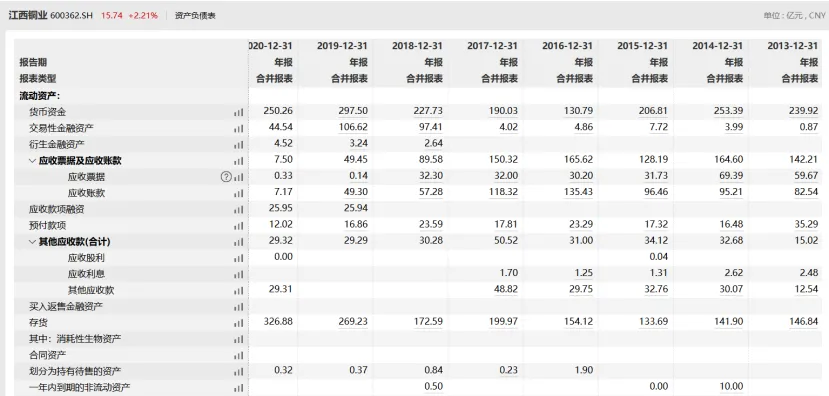 江西铜业 600362.SH 15.74 +2.21% 资产负债表 单位 : 亿元 , CNY
020-12-31 2019-12-31 2018-12-31 2017-12-31 2016-12-31 2015-12-31 2014-12-31 2013-12-31
报告期 年报 年报 年报 年报 年报 年报 年报 年报
报表类型 合并报表 合并报表 合并报表 合并报表 合并报表 合并报表 合并报表 合并报表
流动资产：
货币资金 250.26 297.50 227.73 190.03 130.79 206.81 253.39 239.92
交易性金融资产 44.54 106.62 97.41 4.02 4.86 7.72 3.99 0.87
衍生金融资产 4.52 3.24 2.64
应收票据及应收账款 7.50 49.45 89.58 150.32 165.62 128.19 164.60 142.21
应收票据 ? 0.33 0.14 32.30 32.00 30.20 31.73 69.39 59.67
应收账款 7.17 49.30 57.28 118.32 135.43 96.46 95.21 82.54
应收款项融资 25.95 25.94
预付款项 12.02 16.86 23.59 17.81 23.29 17.32 16.48 35.29
其他应收款(合计) 29.32 29.29 30.28 50.52 31.00 34.12 32.68 15.02
应收股利 0.00 0.04
应收利息 1.70 1.25 1.31 2.62 2.48
其他应收款 29.31 48.82 29.75 32.76 30.07 12.54
买入返售金融资产
存货 326.88 269.23 172.59 199.97 154.12 133.69 141.90 146.84
其中：消耗性生物资产
合同资产
划分为持有待售的资产 0.32 0.37 0.84 0.23 1.90
一年内到期的非流动资产 0.50 0.00 10.00